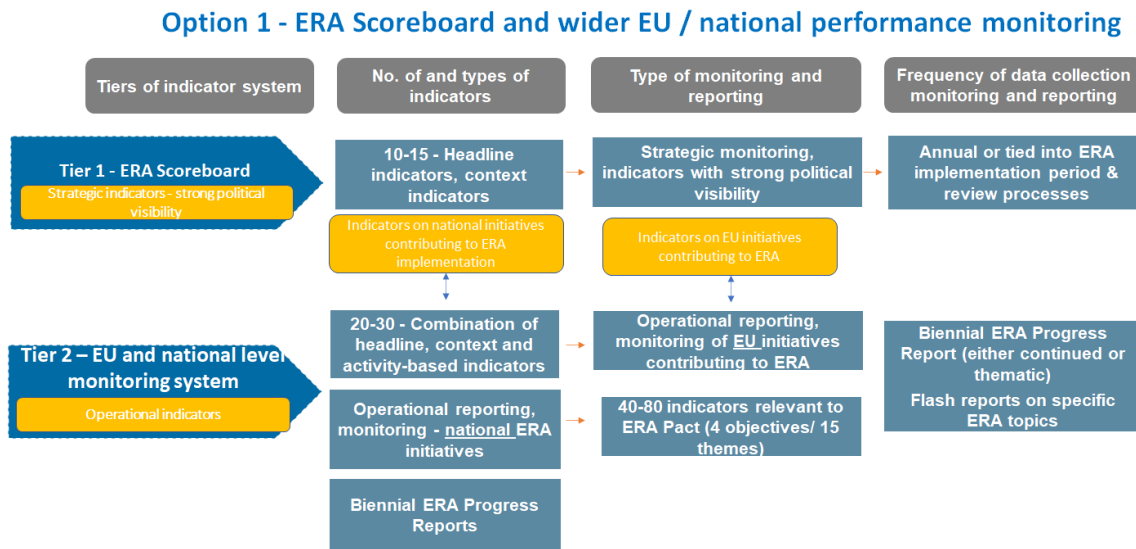 Option 1 - ERA Scoreboard and wider EU / national performance monitoring
Tiers of indicator system
No. of and types of
indicators
Type of monitoring and
reporting
Frequency of data collection
monitoring and reporting
Tier 1 - ERA Scoreboard
Strategic indicators - strong political
visibility
10-15 - Headline
indicators, context
indicators
Strategic monitoring,
indicators with strong political
visibility
Annual or tied into ERA
implementation period &
review processes
Indicators on national initiatives
contributing to ERA
implementation
Indicators on EU initiatives
contributing to ERA
Tier 2 – EU and national level
monitoring system
Operational indicators
20-30 - Combination of
headline, context and
activity-based indicators
Operational reporting,
monitoring of EU initiatives
contributing to ERA
Biennial ERA Progress
Report (either continued or
thematic)
Flash reports on specific
ERA topics
Operational reporting,
monitoring - national ERA
initiatives
40-80 indicators relevant to
ERA Pact (4 objectives/ 15
themes)
Biennial ERA Progress
Reports